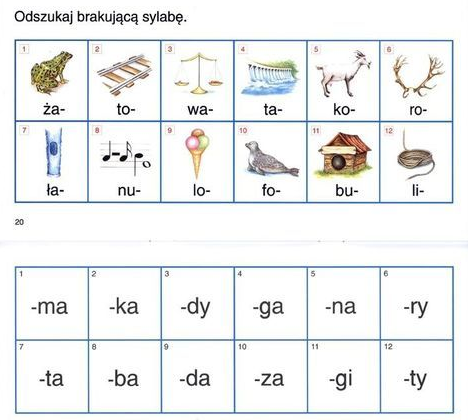 Odszukaj brakującą sylabę.
1 2 3 4 5 6
ża- to- wa- ta- ko- ro-
7 8 9 10 11 12
ła- nu- lo- fo- bu- li-
20
1 2 3 4 5 6
-ma -ka -dy -ga -na -ry
7 8 9 10 11 12
-ta -ba -da -za -gi -ty